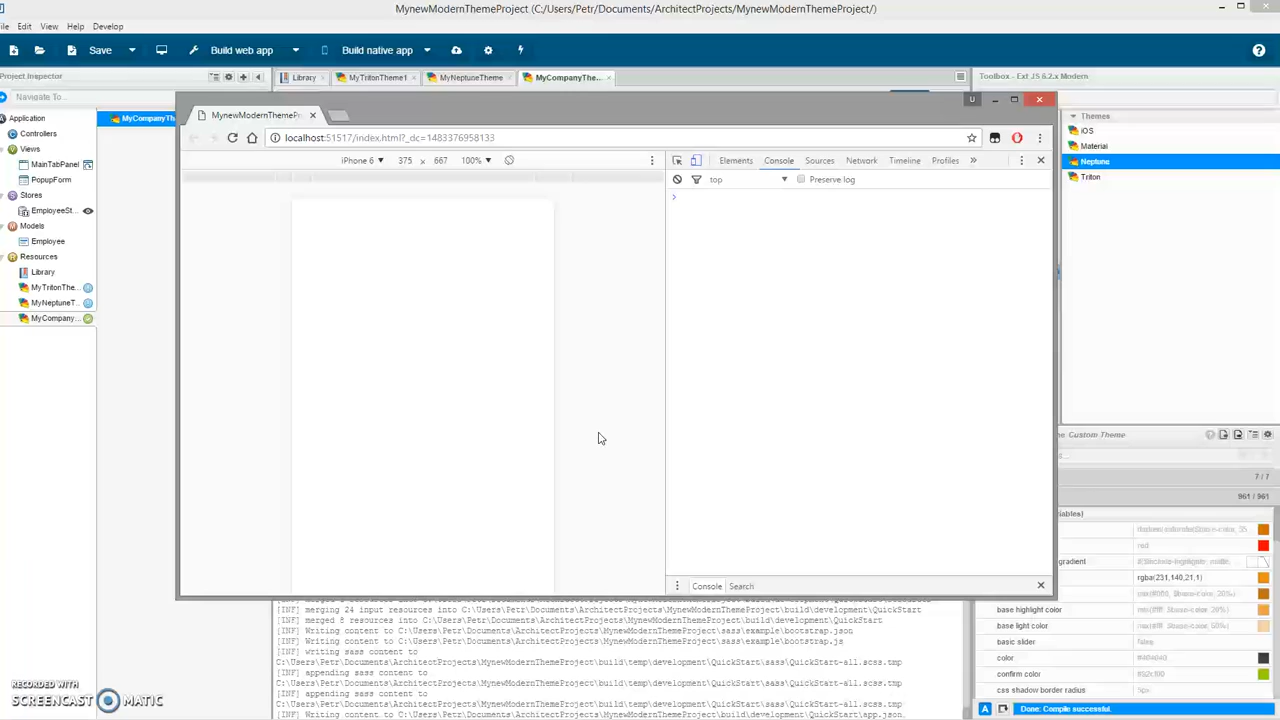 MynewModernThemeProject (C:/Users/Petr/Documents/ArchitectProjects/MynewModernThemeProject/)
File Edit View Help Develop
Save Build web app Build native app
Project Inspector
Library MyTritonTheme1 MyNeptuneTheme MyCompanyThe...
Toolbox - Ext JS 6.2.x Modern
Navigate To...
Application
Controllers
Views
MainTabPanel
PopupForm
Stores
EmployeeSt...
Models
Employee
Resources
Library
MyTritonThe...
MyNeptuneT...
MyCompany...
MyCompanyTh
MynewModernThemePr
U
localhost:51517/index.html?_dc=1483376958133
iPhone 6 375 × 667 100%
Elements Console Sources Network Timeline Profiles »
top Preserve log
>
Console Search
Themes
iOS
Material
Neptune
Triton
Custom Theme
7 / 7
961 / 961
red
gradient
rgba(231,140,21,1)
base highlight color
base light color
basic slider false
color #404040
confirm color
css shadow border radius 5px
[INF] merging 24 input resources into C:\Users\Petr\Documents\ArchitectProjects\MynewModernThemeProject\build\development\QuickStart
[INF] merged 8 resources into C:\Users\Petr\Documents\ArchitectProjects\MynewModernThemeProject\build\development\QuickStart
[INF] Writing content to C:\Users\Petr\Documents\ArchitectProjects\MynewModernThemeProject\sass\example\bootstrap.json
[INF] Writing content to C:\Users\Petr\Documents\ArchitectProjects\MynewModernThemeProject\sass\example\bootstrap.js
[INF] writing sass content to
C:\Users\Petr\Documents\ArchitectProjects\MynewModernThemeProject\build\temp\development\QuickStart\sass\QuickStart-all.scss.tmp
[INF] appending sass content to
C:\Users\Petr\Documents\ArchitectProjects\MynewModernThemeProject\build\temp\development\QuickStart\sass\QuickStart-all.scss.tmp
[INF] appending sass content to
C:\Users\Petr\Documents\ArchitectProjects\MynewModernThemeProject\build\temp\development\QuickStart\sass\QuickStart-all.scss.tmp
[INF] Writing content to C:\Users\Petr\Documents\ArchitectProjects\MynewModernThemeProject\build\development\QuickStart\app.json.
Done: Compile successful.
RECORDED WITH
SCREENCAST MATIC